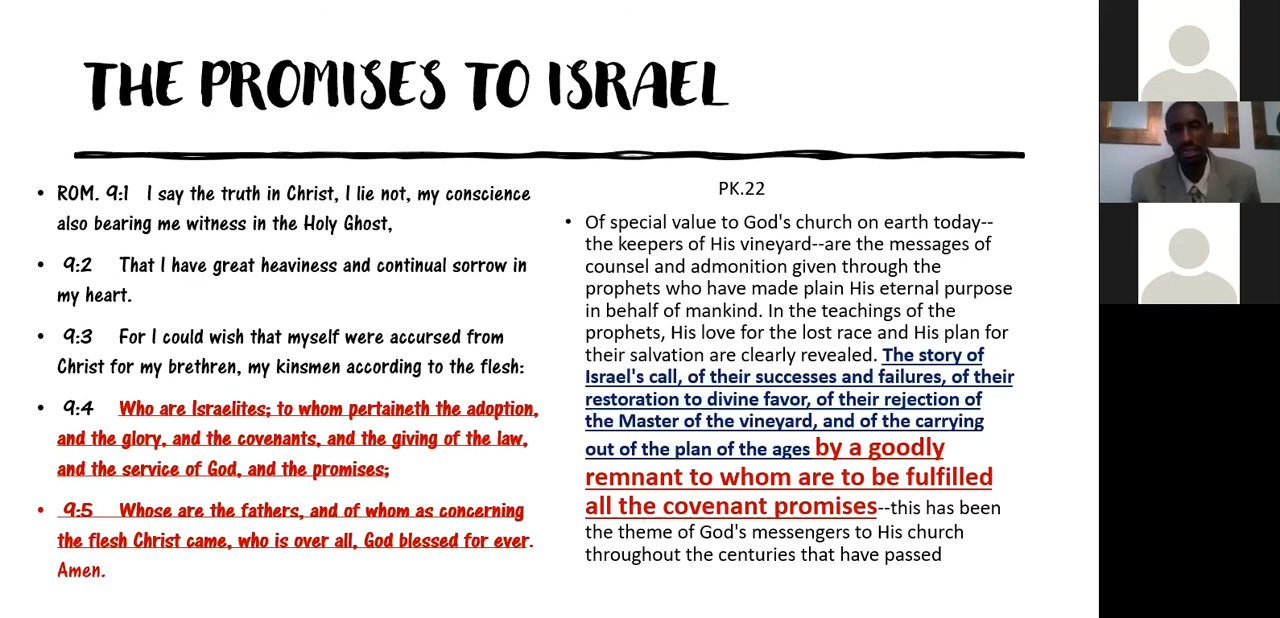 THE PROMISES TO ISRAEL
• ROM. 9:1 I say the truth in Christ, I lie not, my conscience
also bearing me witness in the Holy Ghost,
• 9:2 That I have great heaviness and continual sorrow in
my heart.
• 9:3 For I could wish that myself were accursed from
Christ for my brethren, my kinsmen according to the flesh:
• 9:4 Who are Israelites; to whom pertaineth the adoption,
and the glory, and the covenants, and the giving of the law,
and the service of God, and the promises;
• 9:5 Whose are the fathers, and of whom as concerning
the flesh Christ came, who is over all, God blessed for ever.
Amen.
PK.22
• Of special value to God's church on earth today--
the keepers of His vineyard--are the messages of
counsel and admonition given through the
prophets who have made plain His eternal purpose
in behalf of mankind. In the teachings of the
prophets, His love for the lost race and His plan for
their salvation are clearly revealed. The story of
Israel's call, of their successes and failures, of their
restoration to divine favor, of their rejection of
the Master of the vineyard, and of the carrying
out of the plan of the ages by a goodly
remnant to whom are to be fulfilled
all the covenant promises--this has been
the theme of God's messengers to His church
throughout the centuries that have passed